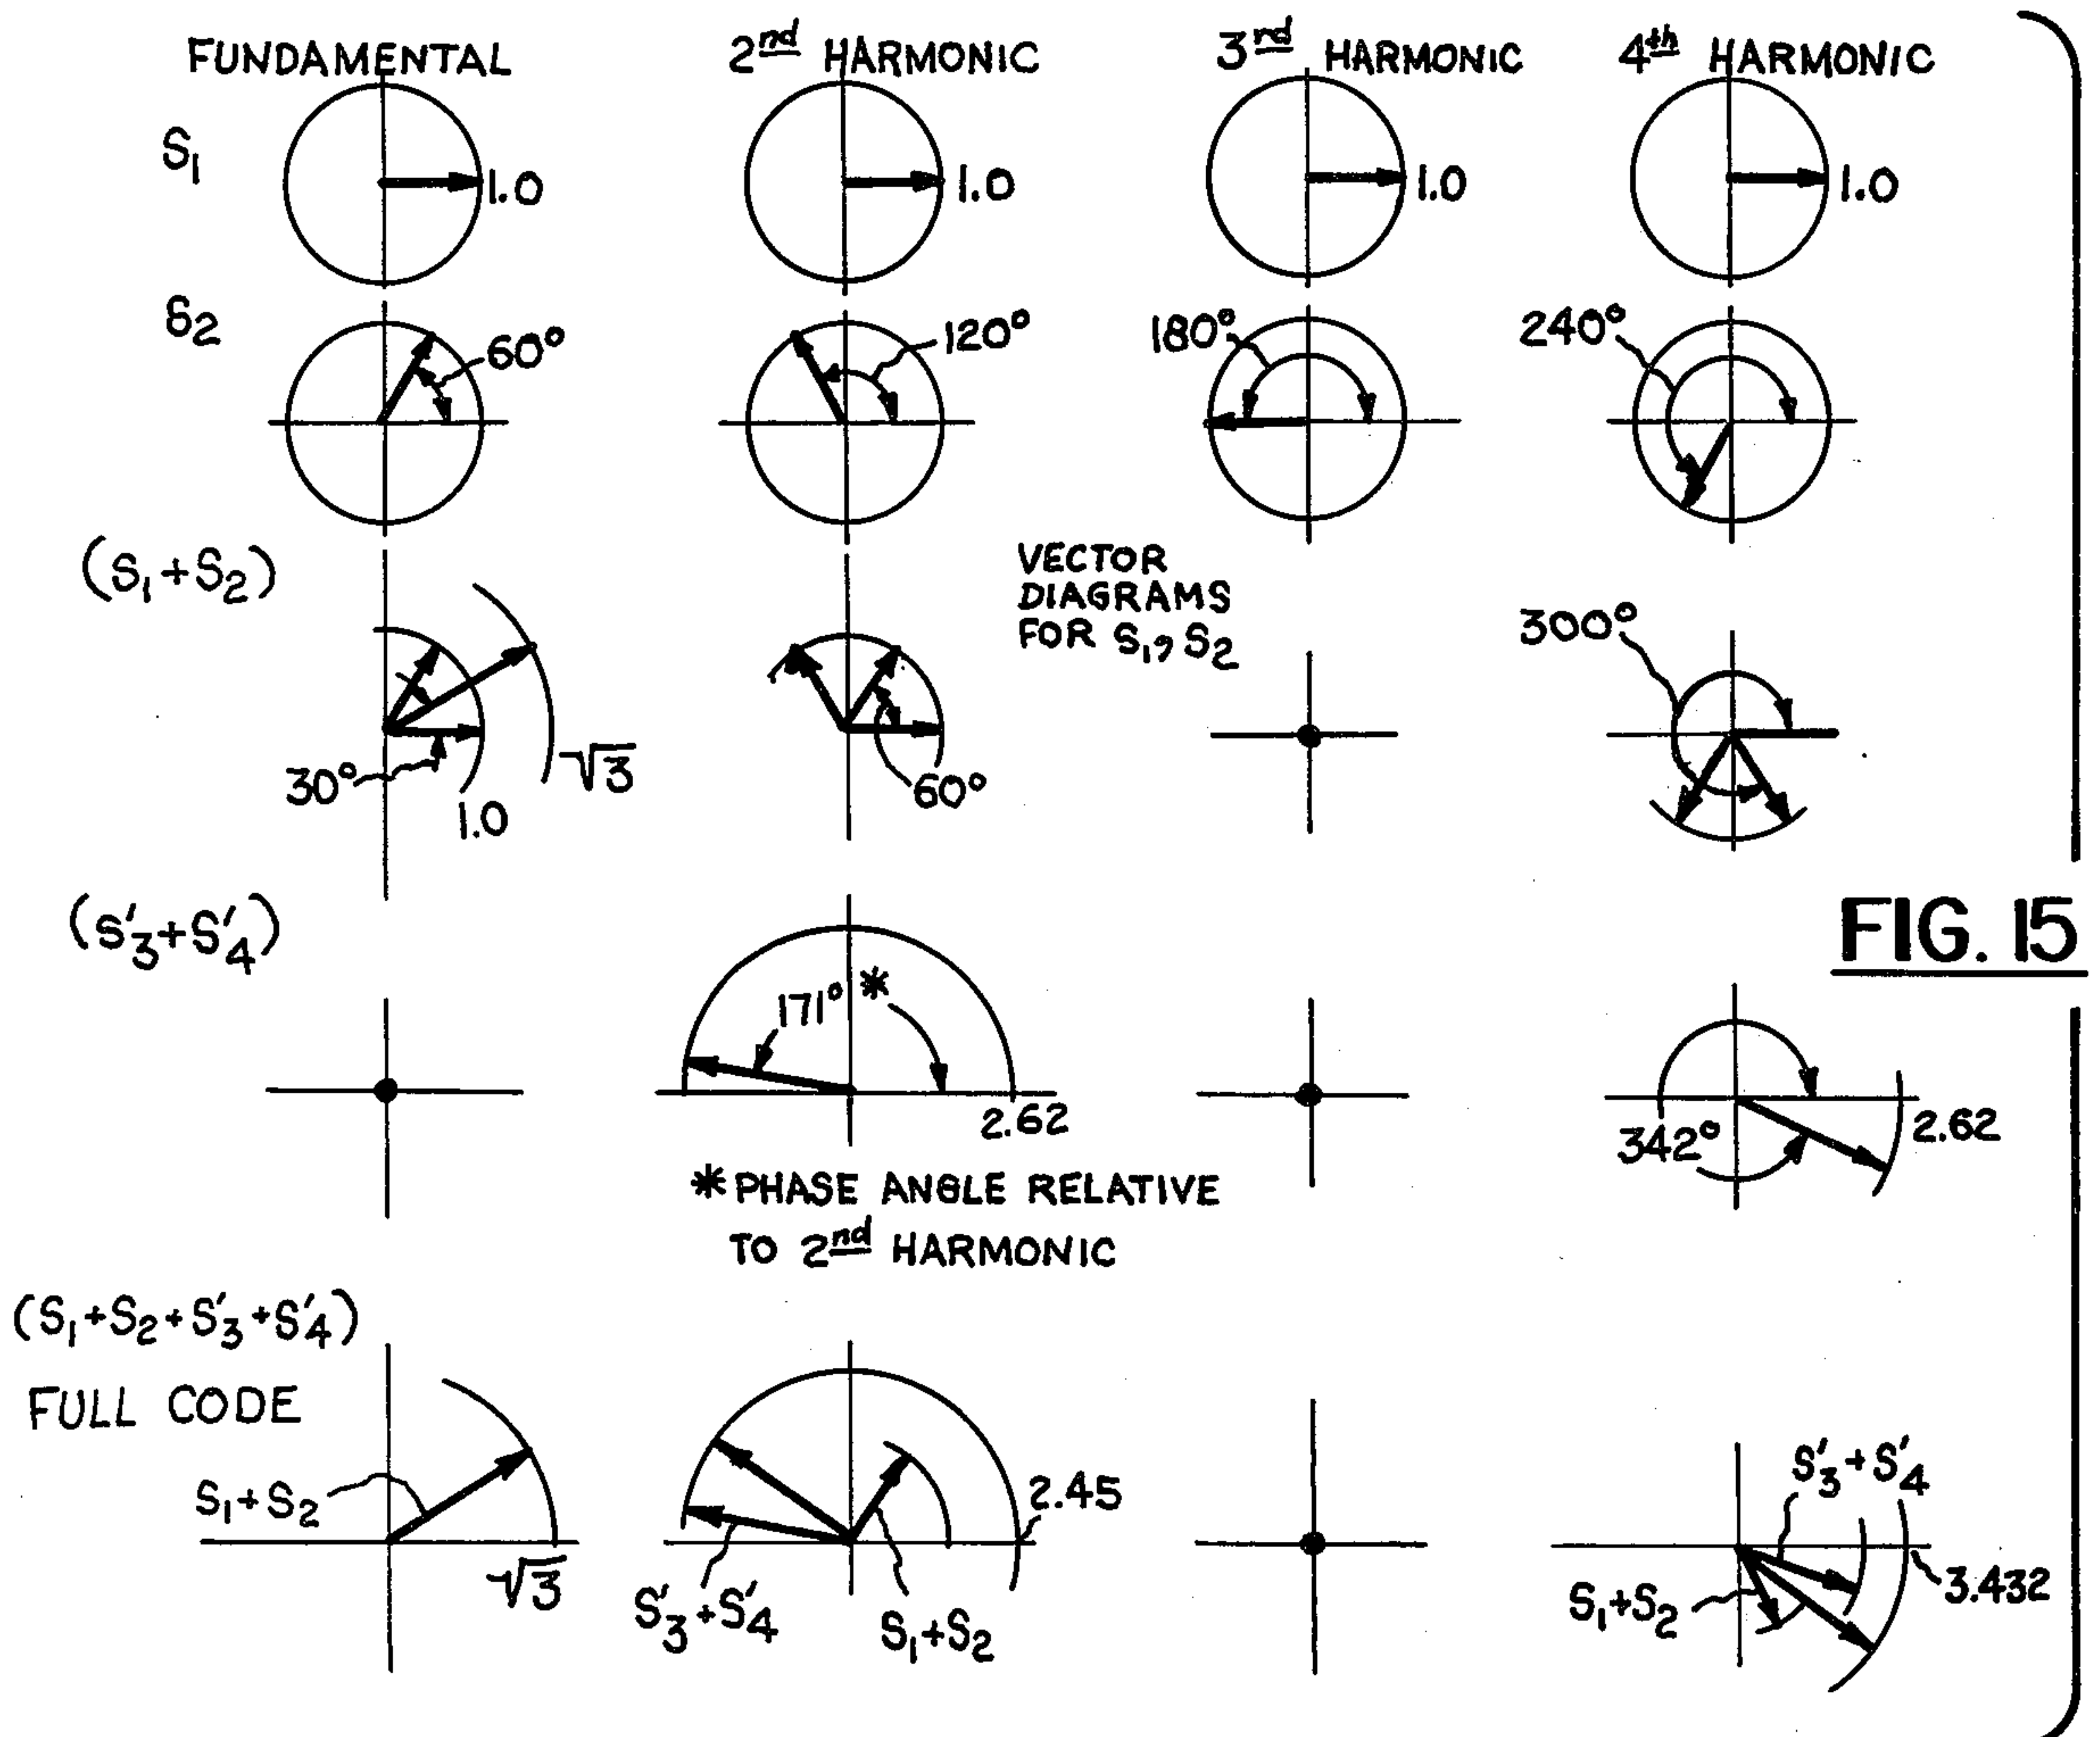 FUNDAMENTAL
2nd HARMONIC
3rd HARMONIC
4th HARMONIC
S1
1.0
1.0
1.0
1.0
S2
60°
120°
180°
240°
(S1+S2)
30°
1.0
√3
60°
VECTOR
DIAGRAMS
FOR S1, S2
300°
(S'3+S'4)
171° *
2.62
*PHASE ANGLE RELATIVE
TO 2nd HARMONIC
342°
2.62
FIG. 15
(S1+S2+S'3+S'4)
FULL CODE
S1+S2
√3
S'3+S'4
S1+S2
2.45
S'3+S'4
S1+S2
3.432